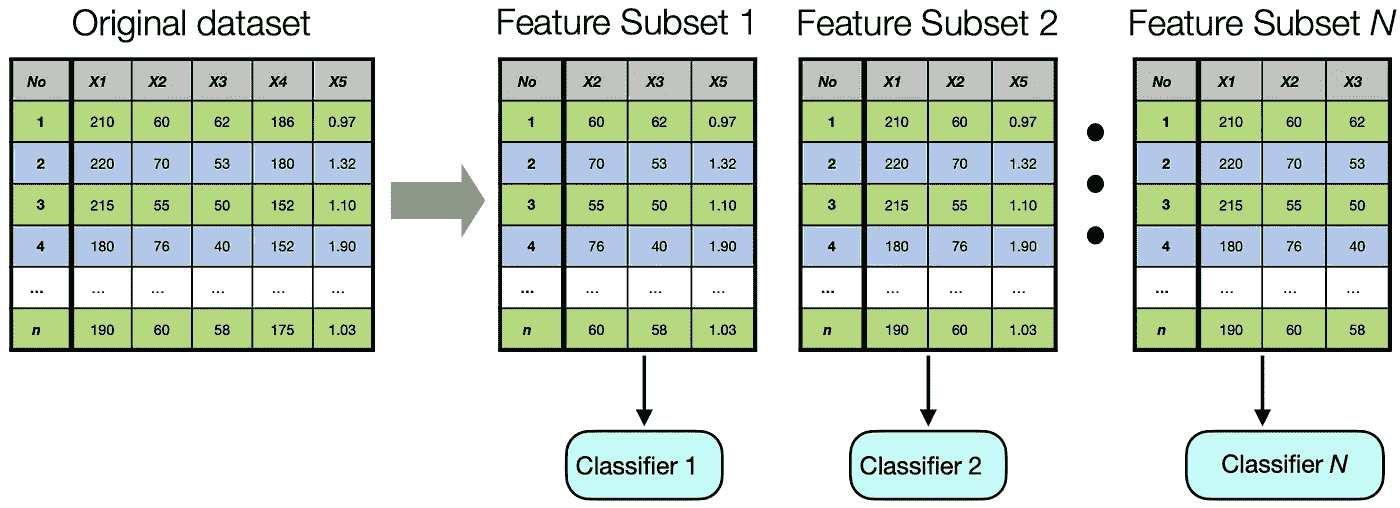 Original dataset Feature Subset 1 Feature Subset 2 Feature Subset N
No X1 X2 X3 X4 X5 No X2 X3 X5 No X1 X2 X5 No X1 X2 X3
1 210 60 62 186 0.97 1 60 62 0.97 1 210 60 0.97 1 210 60 62
2 220 70 53 180 1.32 2 70 53 1.32 2 220 70 1.32 2 220 70 53
3 215 55 50 152 1.10 3 55 50 1.10 3 215 55 1.10 3 215 55 50
4 180 76 40 152 1.90 4 76 40 1.90 4 180 76 1.90 4 180 76 40
... ... ... ... ... ... ... ... ... ... ... ... ... ... ... ... ... ...
n 190 60 58 175 1.03 n 60 58 1.03 n 190 60 1.03 n 190 60 58
Classifier 1 Classifier 2 Classifier N